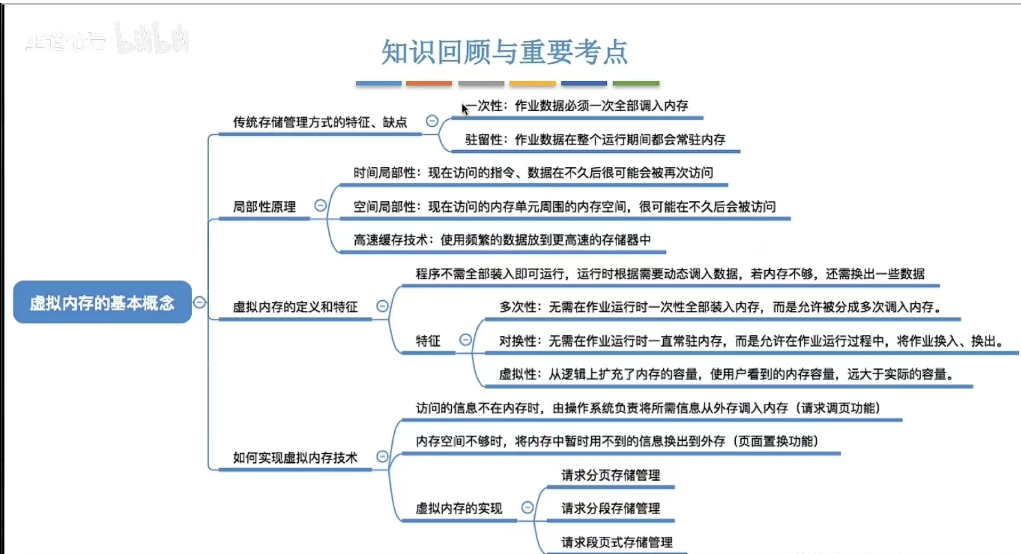 知识回顾与重要考点
一次性：作业数据必须一次全部调入内存
传统存储管理方式的特征、缺点
驻留性：作业数据在整个运行期间都会常驻内存
时间局部性：现在访问的指令、数据在不久后很可能会被再次访问
局部性原理
空间局部性：现在访问的内存单元周围的内存空间，很可能在不久后会被访问
高速缓存技术：使用频繁的数据放到更高速的存储器中
虚拟内存的基本概念
程序不需全部装入即可运行，运行时根据需要动态调入数据，若内存不够，还需换出一些数据
虚拟内存的定义和特征
多次性：无需在作业运行时一次性全部装入内存，而是允许被分成多次调入内存。
特征
对换性：无需在作业运行时一直常驻内存，而是允许在作业运行过程中，将作业换入、换出。
虚拟性：从逻辑上扩充了内存的容量，使用户看到的内存容量，远大于实际的容量。
访问的信息不在内存时，由操作系统负责将所需信息从外存调入内存（请求调页功能）
如何实现虚拟内存技术
内存空间不够时，将内存中暂时用不到的信息换出到外存（页面置换功能）
虚拟内存的实现
请求分页存储管理
请求分段存储管理
请求段页式存储管理